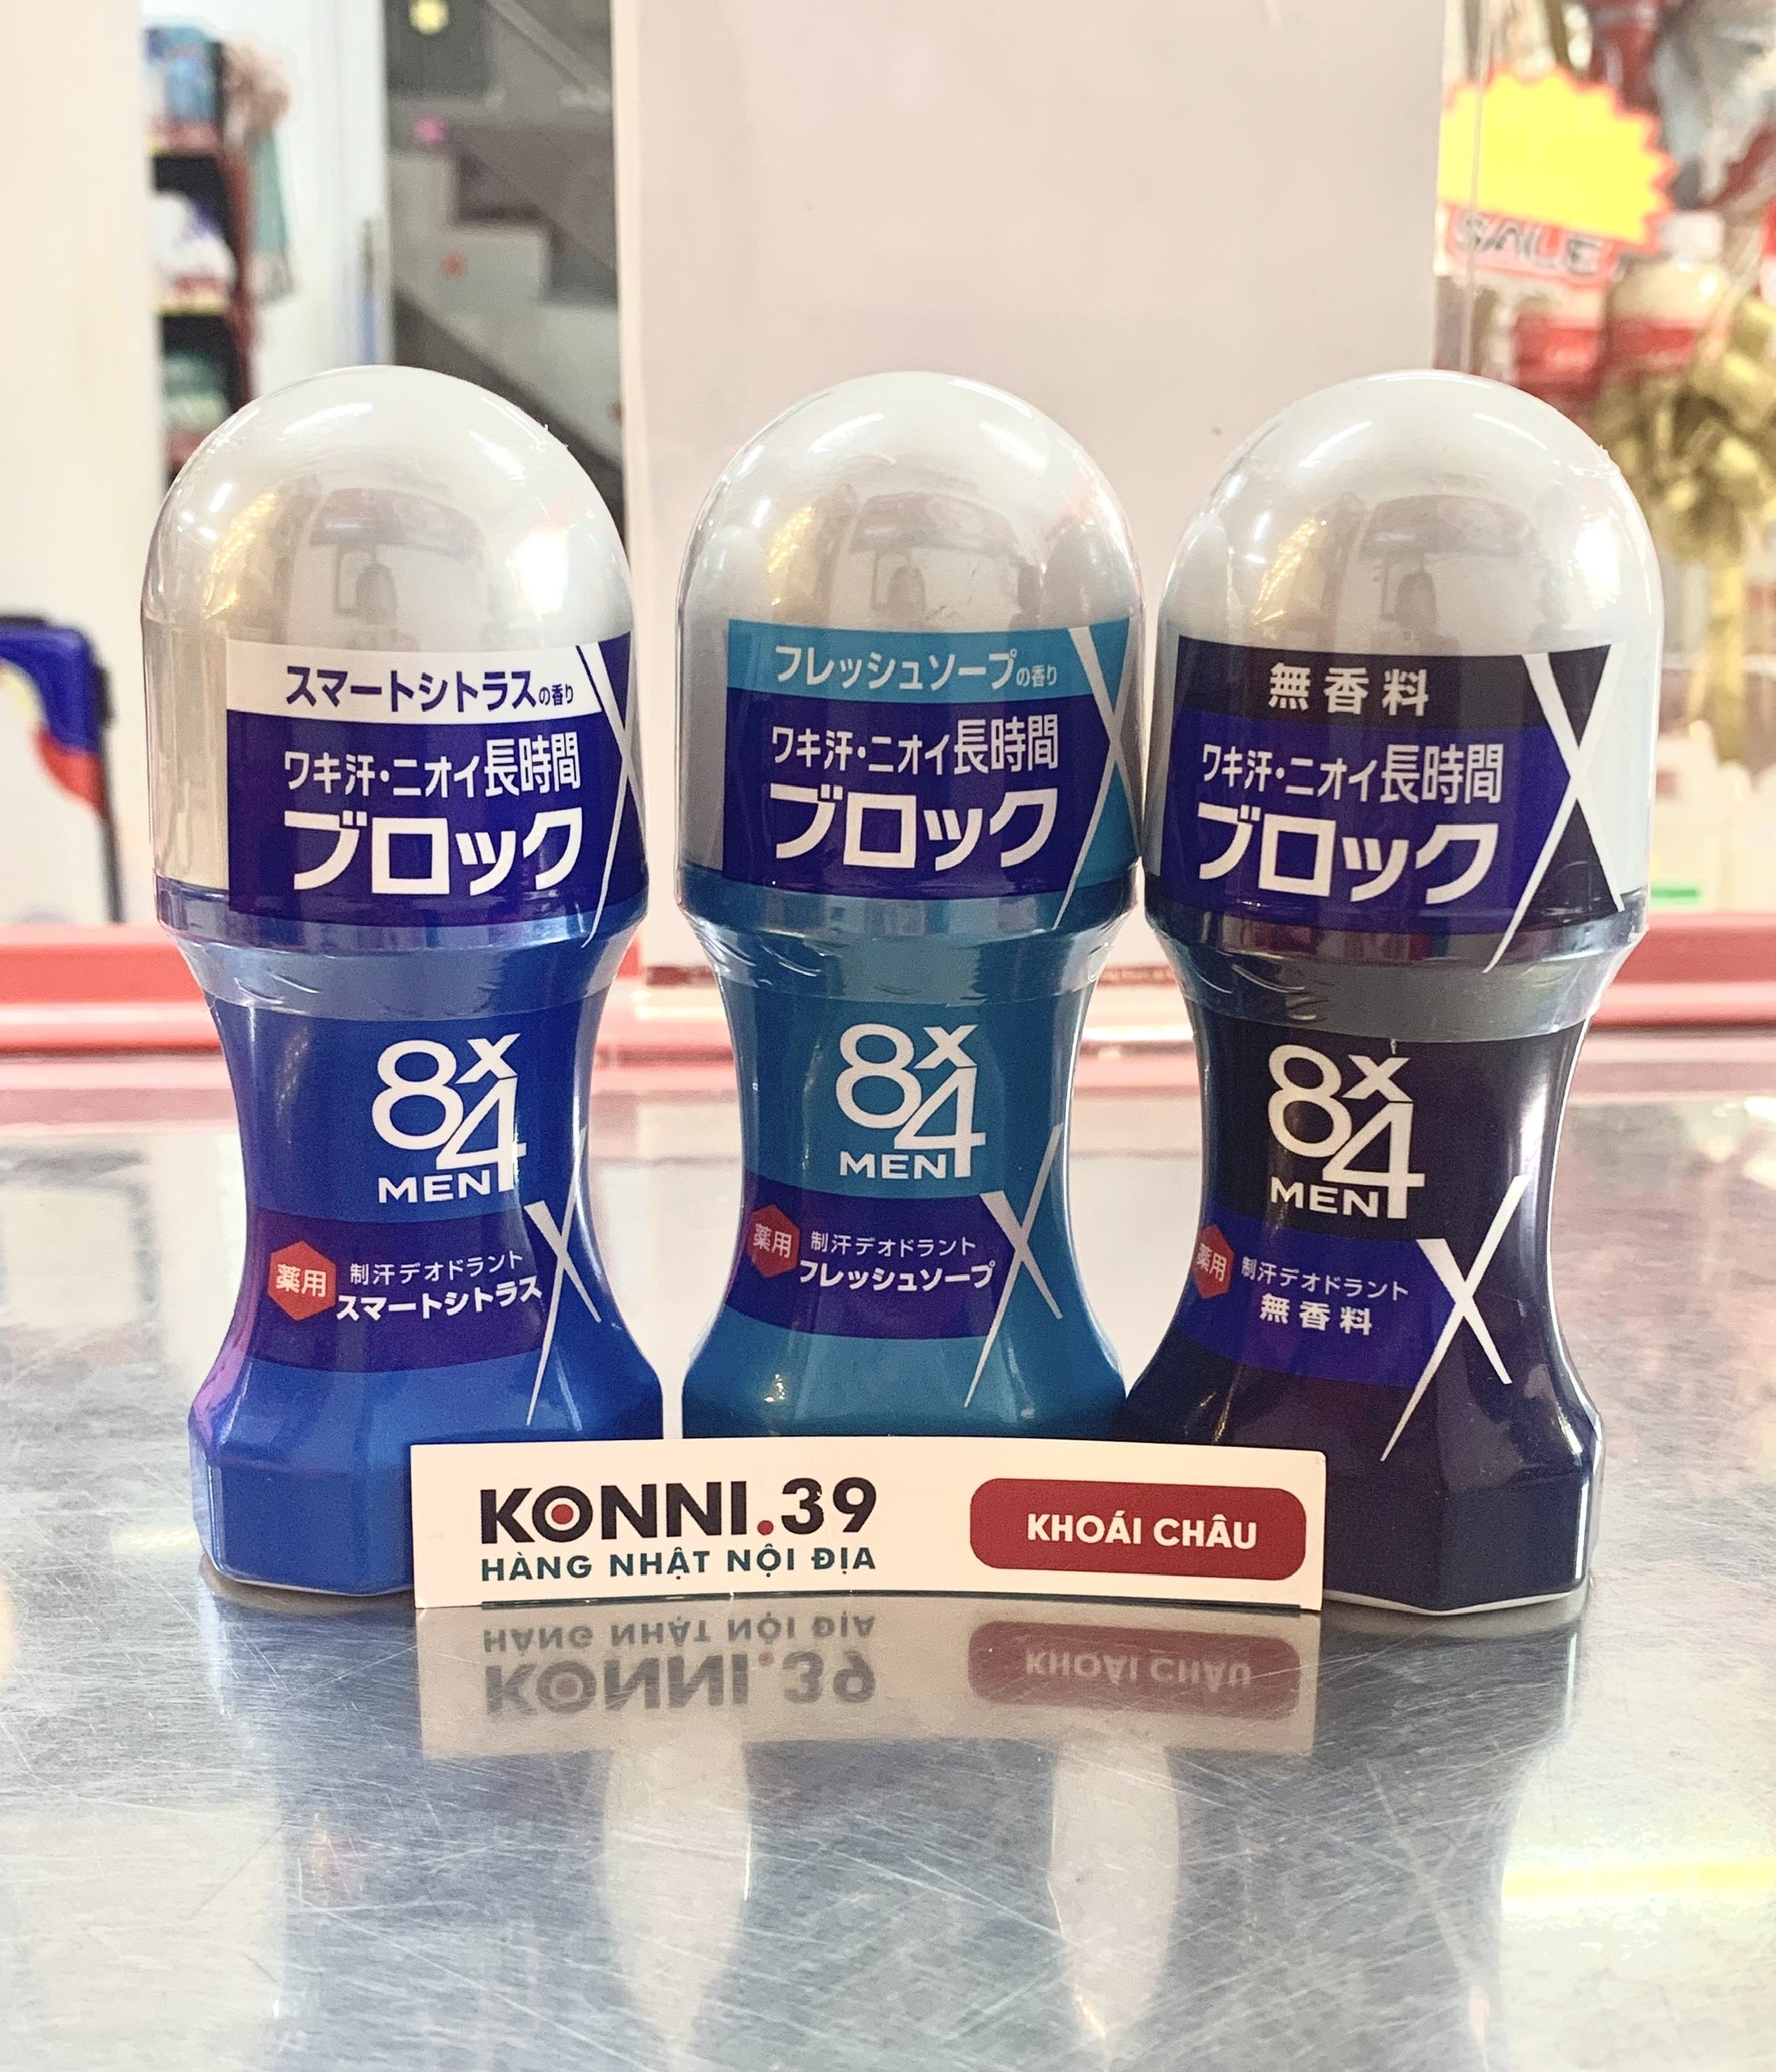 スマートシトラスの香り
ワキ汗・ニオイ長時間
ブロック
8x4
MEN
薬用
制汗デオドラント
スマートシトラス
フレッシュソープの香り
ワキ汗・ニオイ長時間
ブロック
8x4
MEN
薬用
制汗デオドラント
フレッシュソープ
無香料
ワキ汗・ニオイ長時間
ブロック
8x4
MEN
薬用
制汗デオドラント
無香料
SALE
KONNI.39
HÀNG NHẬT NỘI ĐỊA
KHOÁI CHÂU